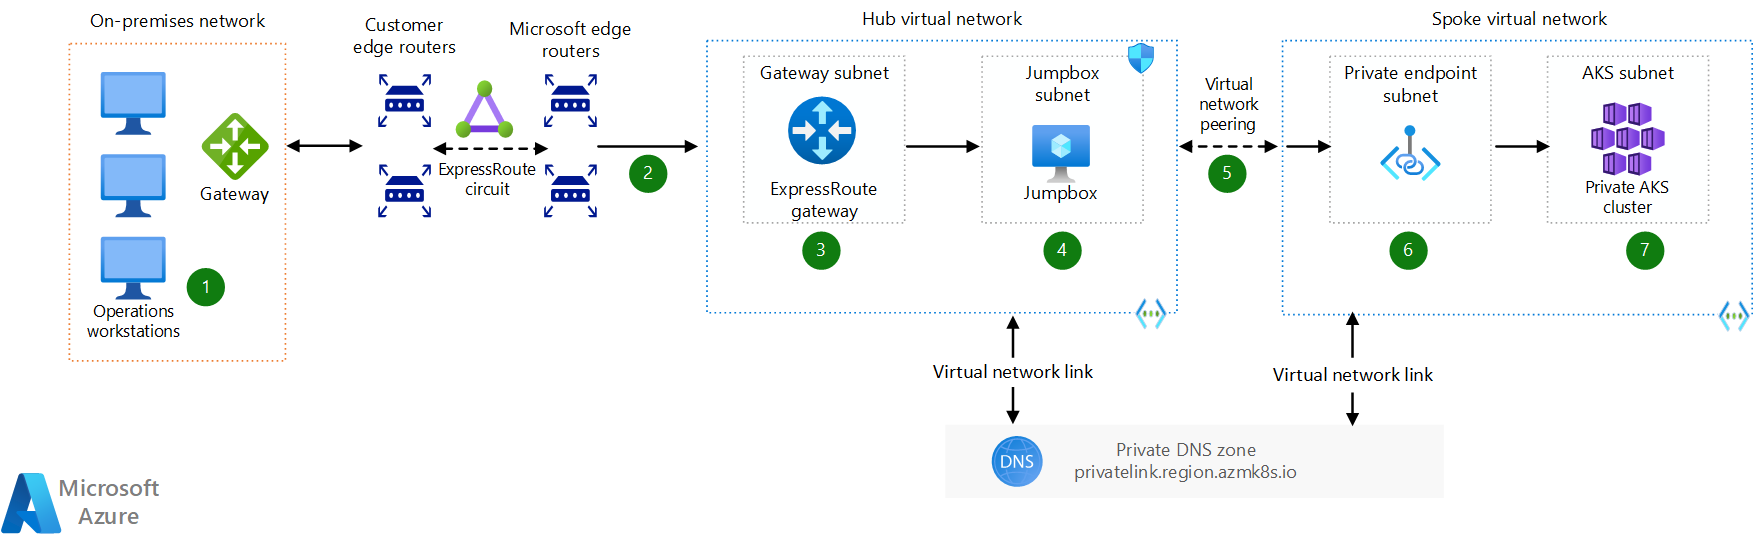 On-premises network
Gateway
1
Operations
workstations
Customer
edge routers
Microsoft edge
routers
ExpressRoute
circuit
2
Hub virtual network
Gateway subnet
ExpressRoute
gateway
3
Jumpbox
subnet
Jumpbox
4
Virtual
network
peering
5
Spoke virtual network
Private endpoint
subnet
6
AKS subnet
Private AKS
cluster
7
Virtual network link
Virtual network link
DNS
Private DNS zone
privatelink.region.azmk8s.io
Microsoft
Azure